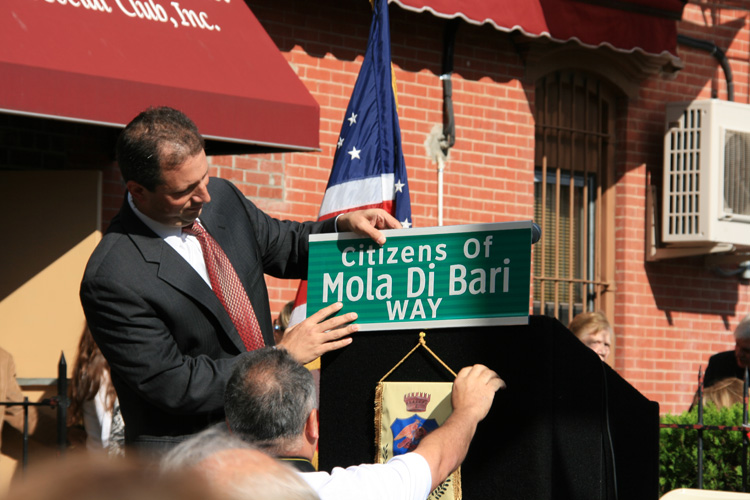 Social Club, Inc.
Citizens Of
Mola Di Bari
WAY